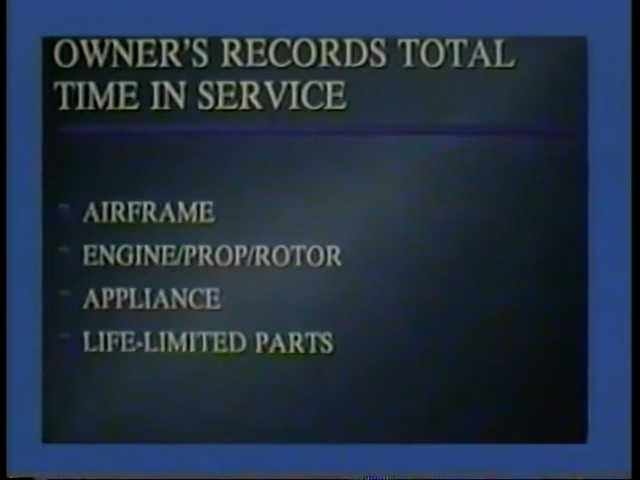 OWNER'S RECORDS TOTAL
TIME IN SERVICE
AIRFRAME
ENGINE/PROP/ROTOR
APPLIANCE
LIFE-LIMITED PARTS